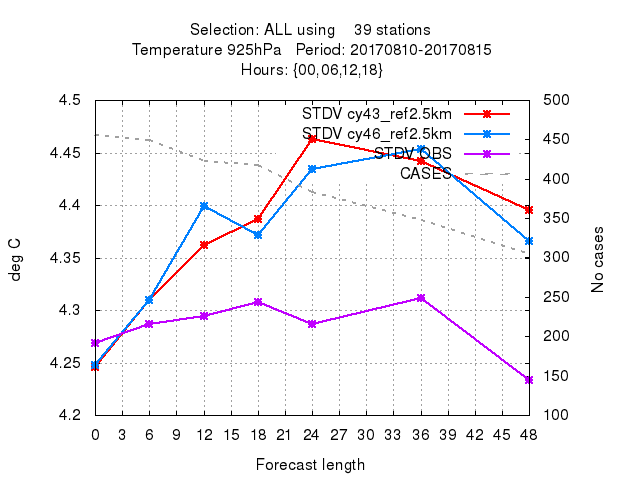 Selection: ALL using    39 stations
Temperature 925hPa   Period: 20170810-20170815
Hours: {00,06,12,18}
4.5
4.45
4.4
4.35
4.3
4.25
4.2
deg C
STDV cy43_ref2.5km
STDV cy46_ref2.5km
STDV OBS
CASES
500
450
400
350
300
250
200
150
100
No cases
0 3 6 9 12 15 18 21 24 27 30 33 36 39 42 45 48
Forecast length